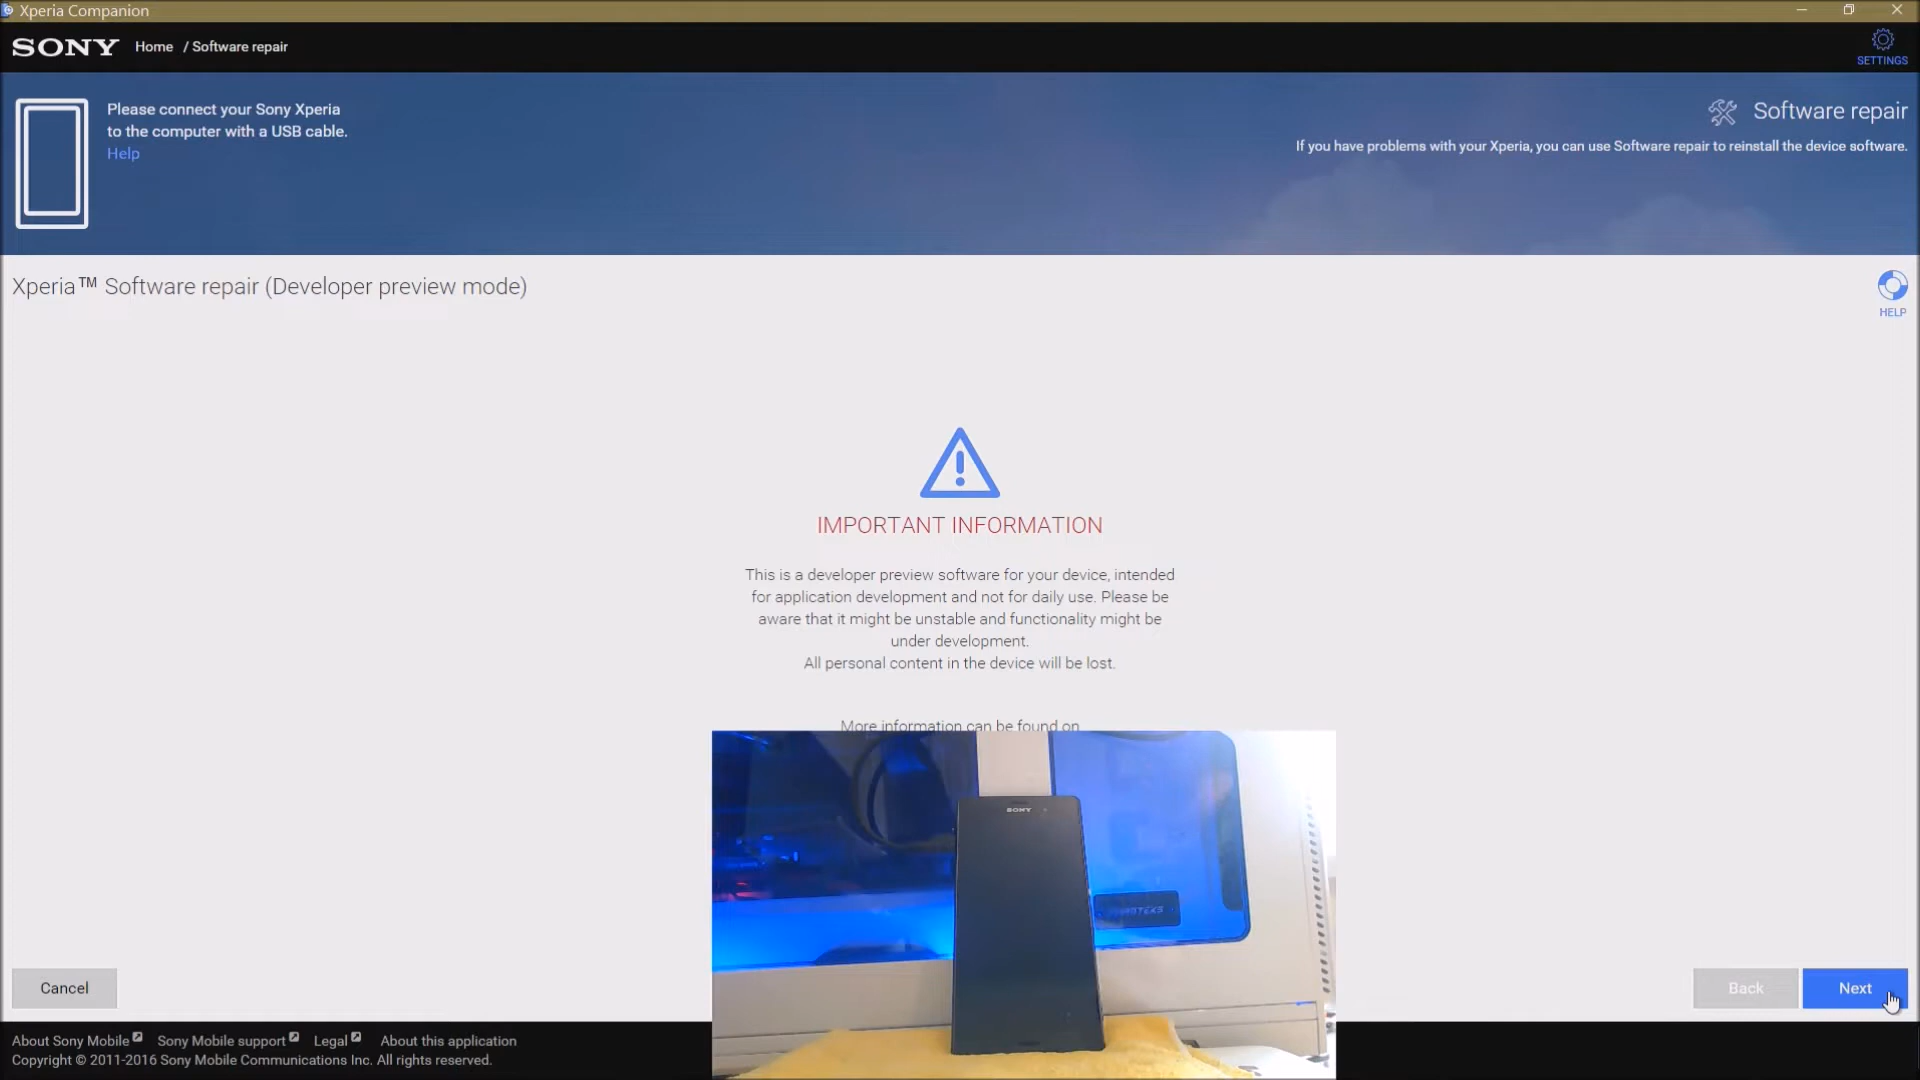 Xperia Companion
SONY
Home / Software repair
SETTINGS
Please connect your Sony Xperia
to the computer with a USB cable.
Help
Software repair
If you have problems with your Xperia, you can use Software repair to reinstall the device software.
Xperia™ Software repair (Developer preview mode)
HELP
IMPORTANT INFORMATION
This is a developer preview software for your device, intended
for application development and not for daily use. Please be
aware that it might be unstable and functionality might be
under development.
All personal content in the device will be lost.
More information can be found on
SONY
Cancel
Back
Next
About Sony Mobile
Sony Mobile support
Legal
About this application
Copyright © 2011-2016 Sony Mobile Communications Inc. All rights reserved.